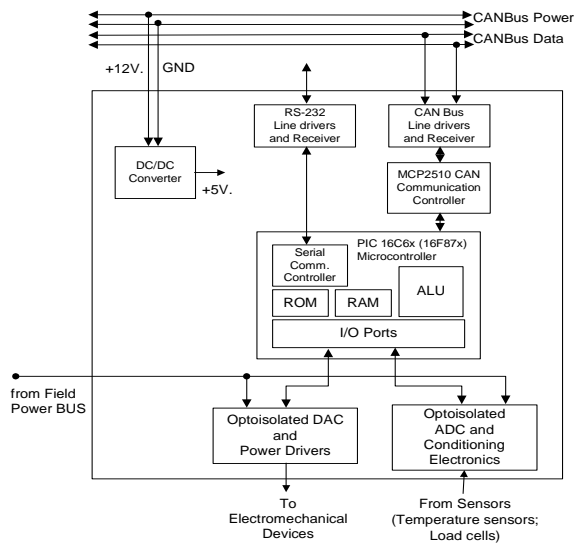 CANBus Power
CANBus Data
+12V.
GND
RS-232
Line drivers
and Receiver
CAN Bus
Line drivers
and Receiver
DC/DC
Converter
+5V.
MCP2510 CAN
Communication
Controller
PIC 16C6x (16F87x)
Microcontroller
Serial
Comm.
Controller
ROM
RAM
ALU
I/O Ports
from Field
Power BUS
Optoisolated DAC
and
Power Drivers
Optoisolated
ADC and
Conditioning
Electronics
To
Electromechanical
Devices
From Sensors
(Temperature sensors;
Load cells)